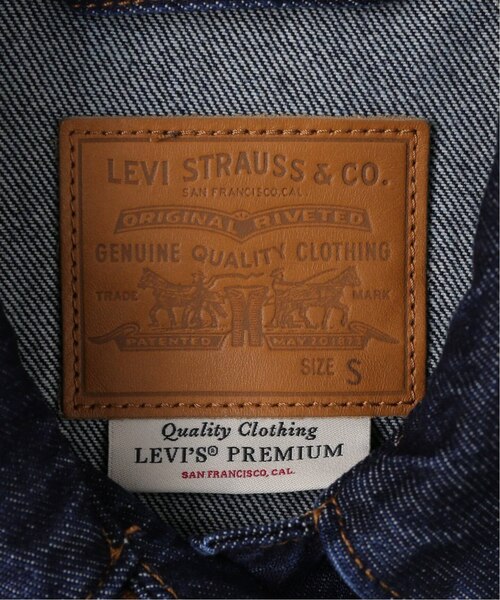 LEVI STRAUSS & CO.
SAN FRANCISCO, CAL.
ORIGINAL RIVETED
GENUINE QUALITY CLOTHING
TRADE MARK
PATENTED MAY 20 1873
SIZE S
Quality Clothing
LEVI'S® PREMIUM
SAN FRANCISCO, CAL.